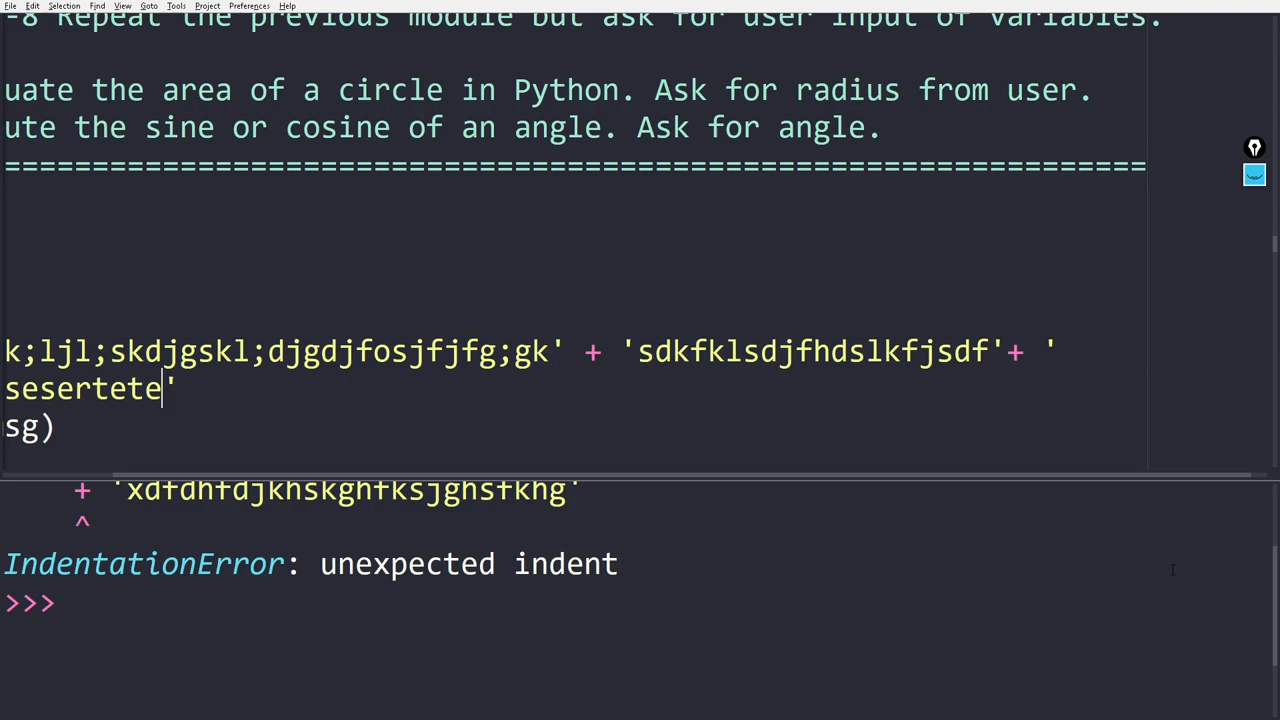 File Edit Selection Find View Goto Tools Project Preferences Help
-8 Repeat the previous module but ask for user input of variables.
uate the area of a circle in Python. Ask for radius from user.
ute the sine or cosine of an angle. Ask for angle.
=================================================================
k;ljl;skdjgskl;djgdjfosjfjfg;gk' + 'sdkfklsdjfhdslkfjsdf'+ '
sesertete'
sg)
+ 'xdfdhfdjkhskghfksjghsfkhg'
^
IndentationError: unexpected indent
>>>